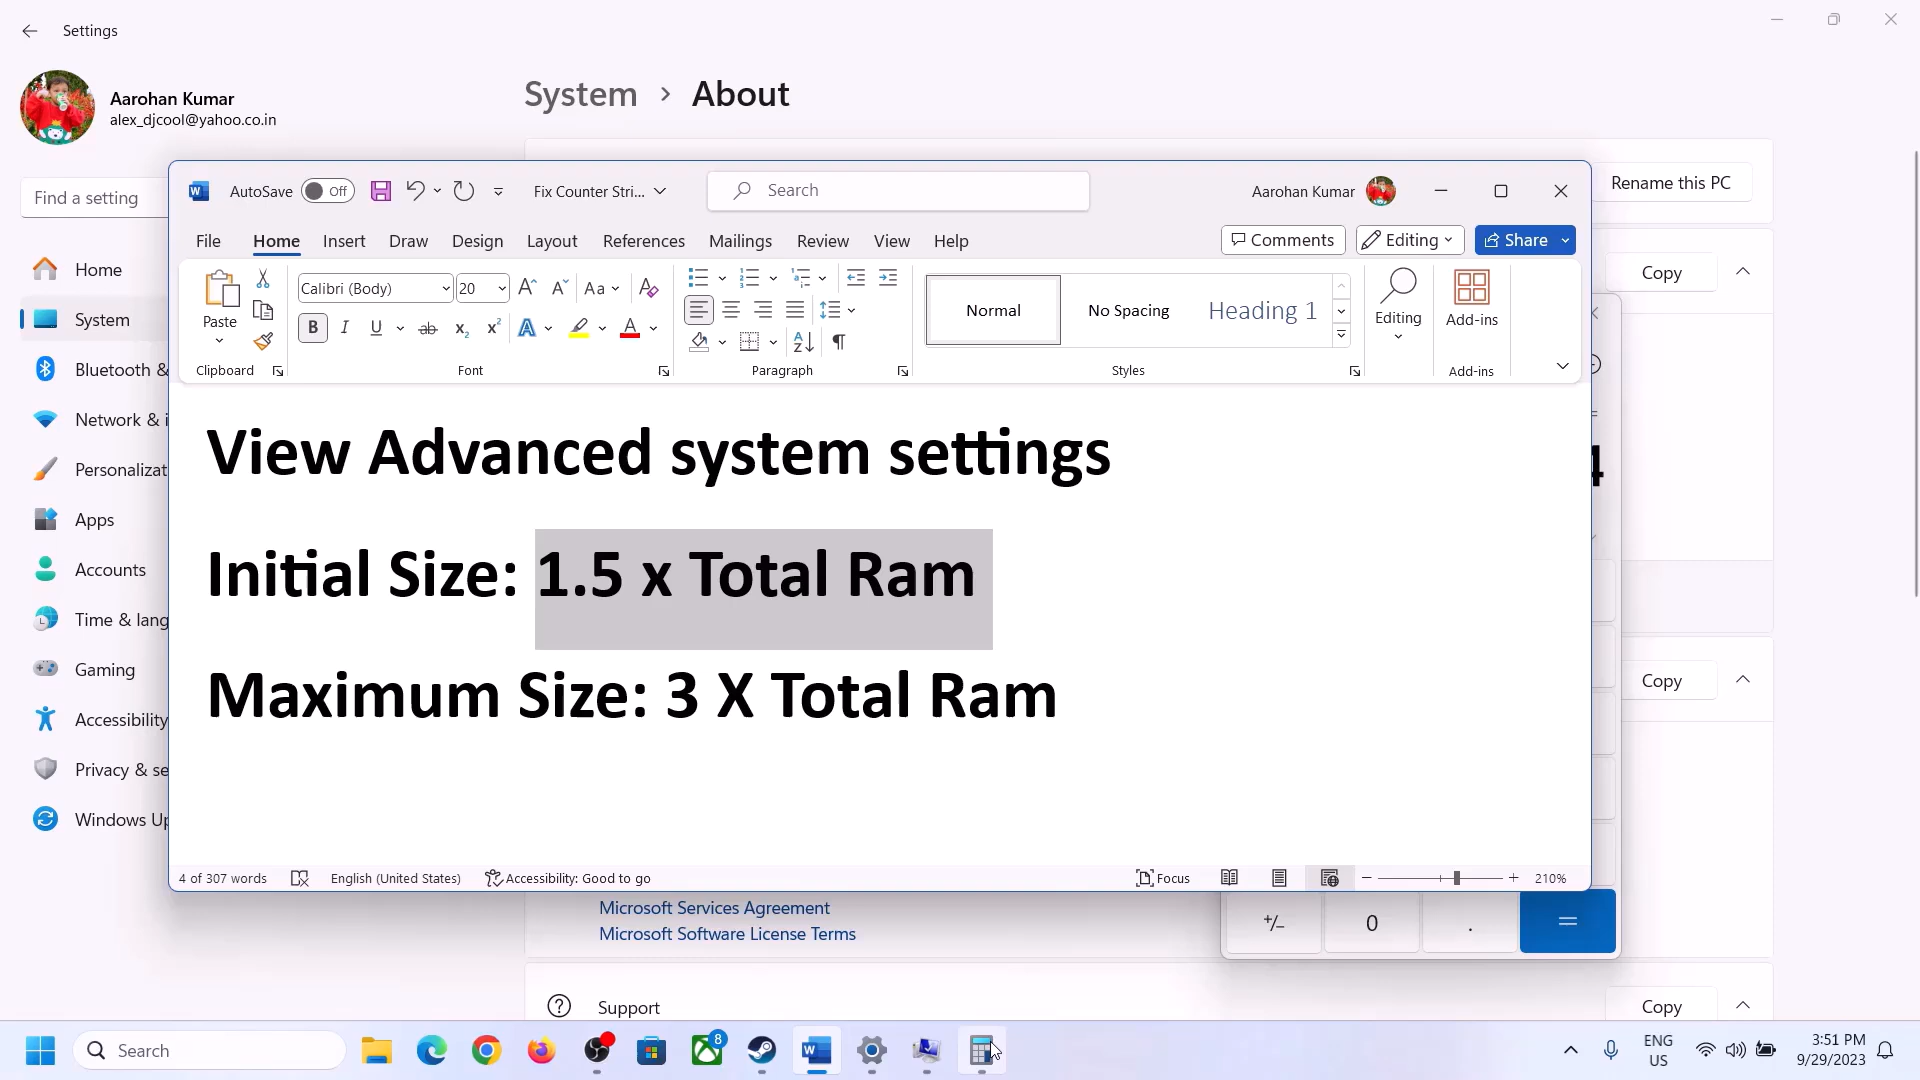 Settings
Aarohan Kumar
alex_djcool@yahoo.co.in
System > About
Find a setting
Rename this PC
AutoSave Off
Fix Counter Stri...
Search
Aarohan Kumar
File Home Insert Draw Design Layout References Mailings Review View Help
Comments Editing Share
Home
System
Bluetooth &
Network & i
Personalizat
Apps
Accounts
Time & lang
Gaming
Accessibility
Privacy & se
Windows Up
Paste
Calibri (Body) 20
Aa
Normal
No Spacing
Heading 1
Editing
Add-ins
Clipboard
Font
Paragraph
Styles
Add-ins
Copy
View Advanced system settings
Initial Size: 1.5 x Total Ram
Maximum Size: 3 X Total Ram
4
Copy
4 of 307 words
English (United States)
Accessibility: Good to go
Focus
210%
Microsoft Services Agreement
Microsoft Software License Terms
+/− 0 . =
Support
Copy
Search
8
ENG
US
3:51 PM
9/29/2023